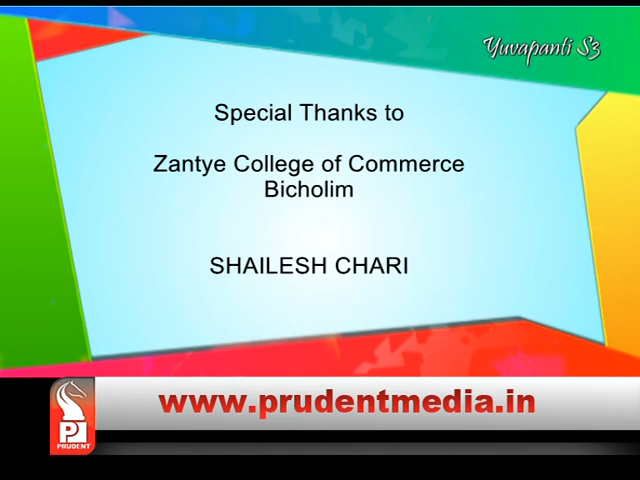 Yuvapanti S3
Special Thanks to
Zantye College of Commerce
Bicholim
SHAILESH CHARI
www.prudentmedia.in
PRUDENT